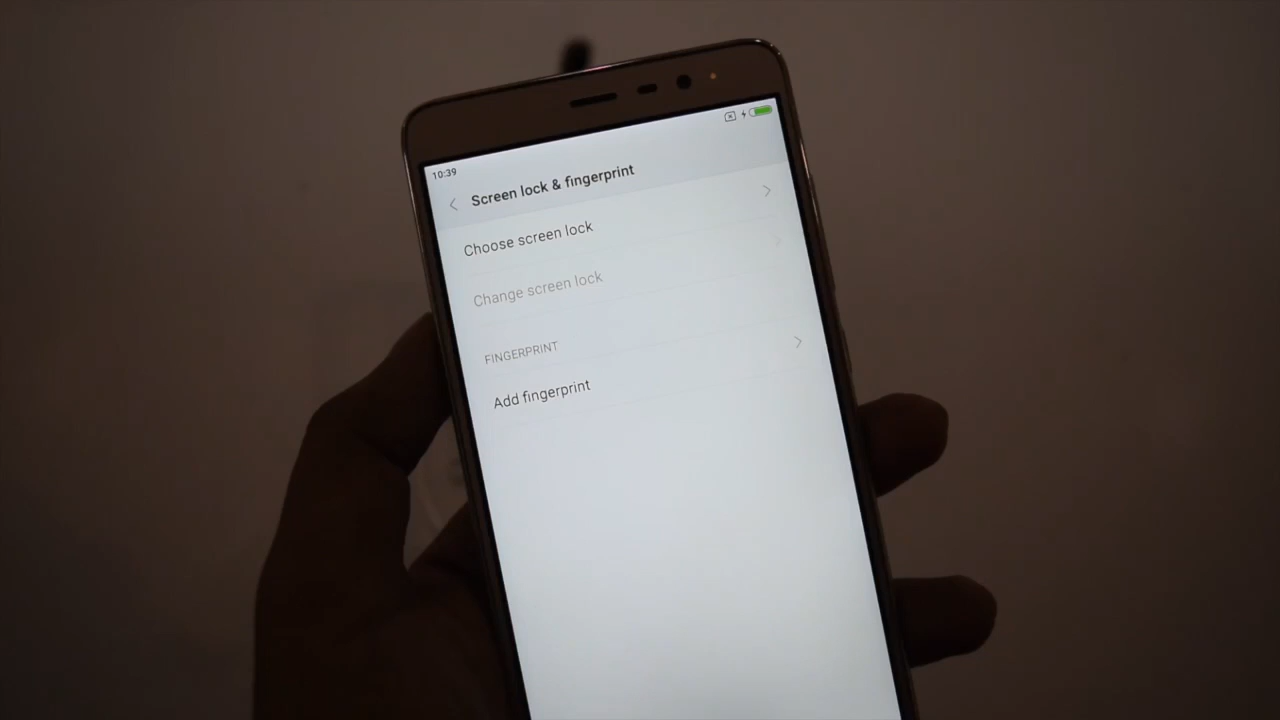 10:39
Screen lock & fingerprint
Choose screen lock
Change screen lock
FINGERPRINT
Add fingerprint